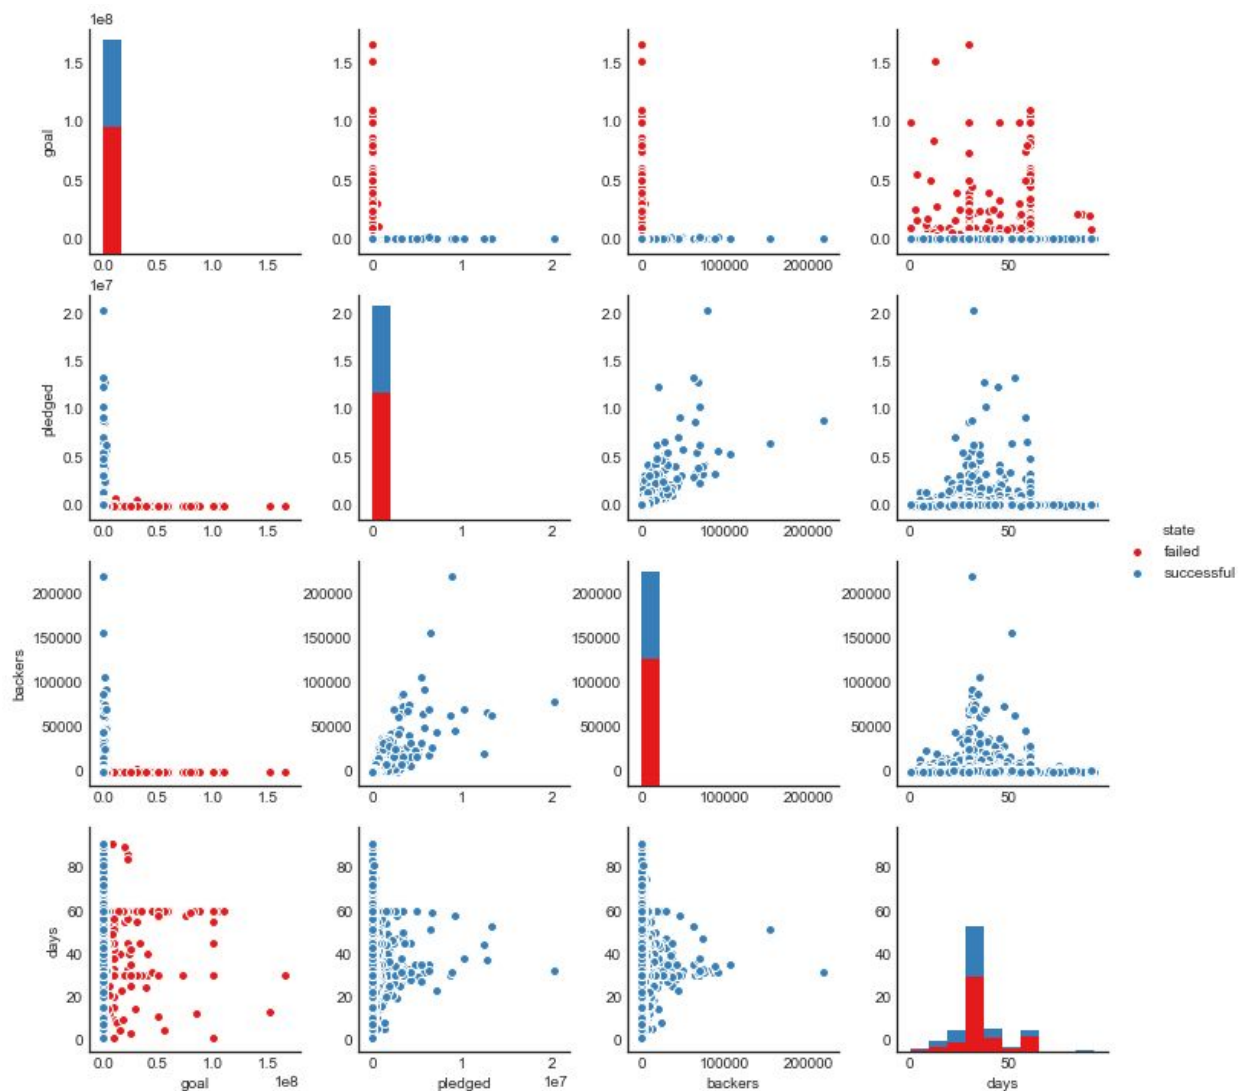 1e8
1.5 1.5 1.5 1.5
goal 1.0 1.0 1.0 1.0
0.5 0.5 0.5 0.5
0.0 0.0 0.0 0.0
0.0 0.5 1.0 1.5 0 1 2 0 100000 200000 0 50
1e7
2.0 2.0 2.0 2.0
1.5 1.5 1.5 1.5
pledged 1.0 1.0 1.0 1.0
0.5 0.5 0.5 0.5
0.0 0.0 0.0 0.0
0.0 0.5 1.0 1.5 0 1 2 0 100000 200000 0 50
state
failed
successful
200000 200000 200000 200000
150000 150000 150000 150000
backers 100000 100000 100000 100000
50000 50000 50000 50000
0 0 0 0
0.0 0.5 1.0 1.5 0 1 2 0 100000 200000 0 50
80 80 80 80
60 60 60 60
days 40 40 40 40
20 20 20 20
0 0 0 0
0.0 0.5 1.0 1.5 0 1 2 0 100000 200000 0 50
goal 1e8 pledged 1e7 backers days